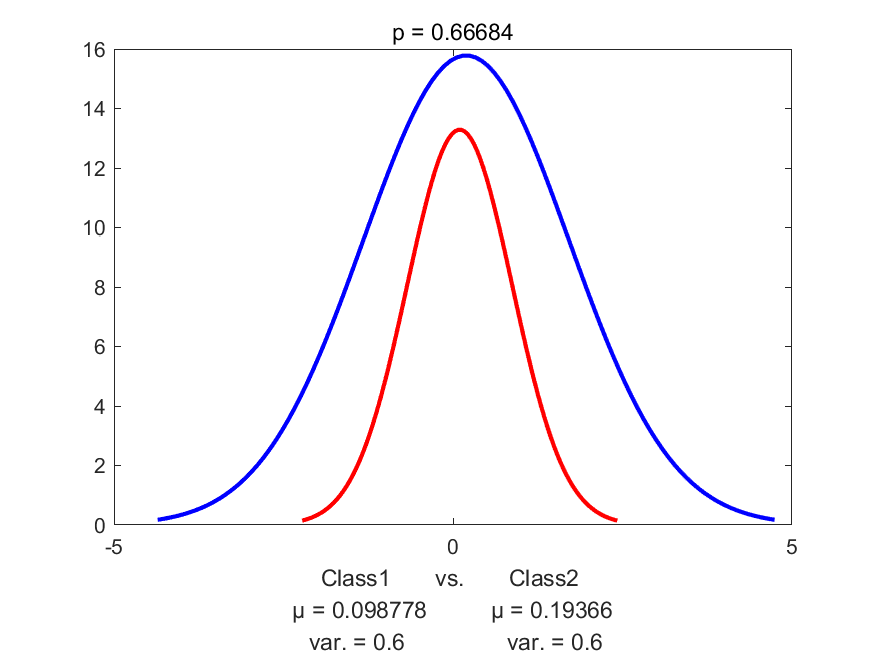 p = 0.66684
16
14
12
10
8
6
4
2
0
-5 0 5
Class1 vs. Class2
μ = 0.098778 μ = 0.19366
var. = 0.6 var. = 0.6